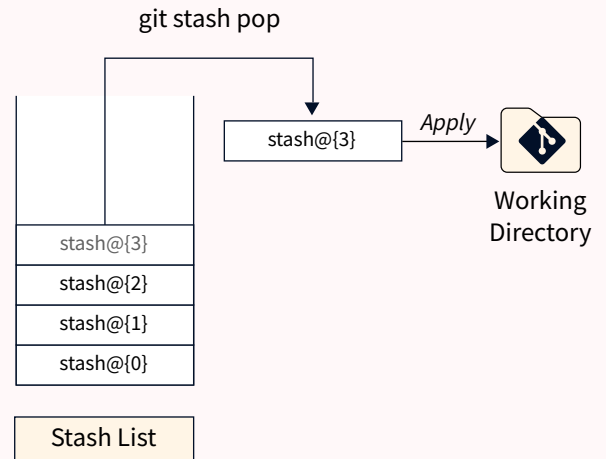 git stash pop
stash@{3}
Apply
Working
Directory
stash@{3}
stash@{2}
stash@{1}
stash@{0}
Stash List